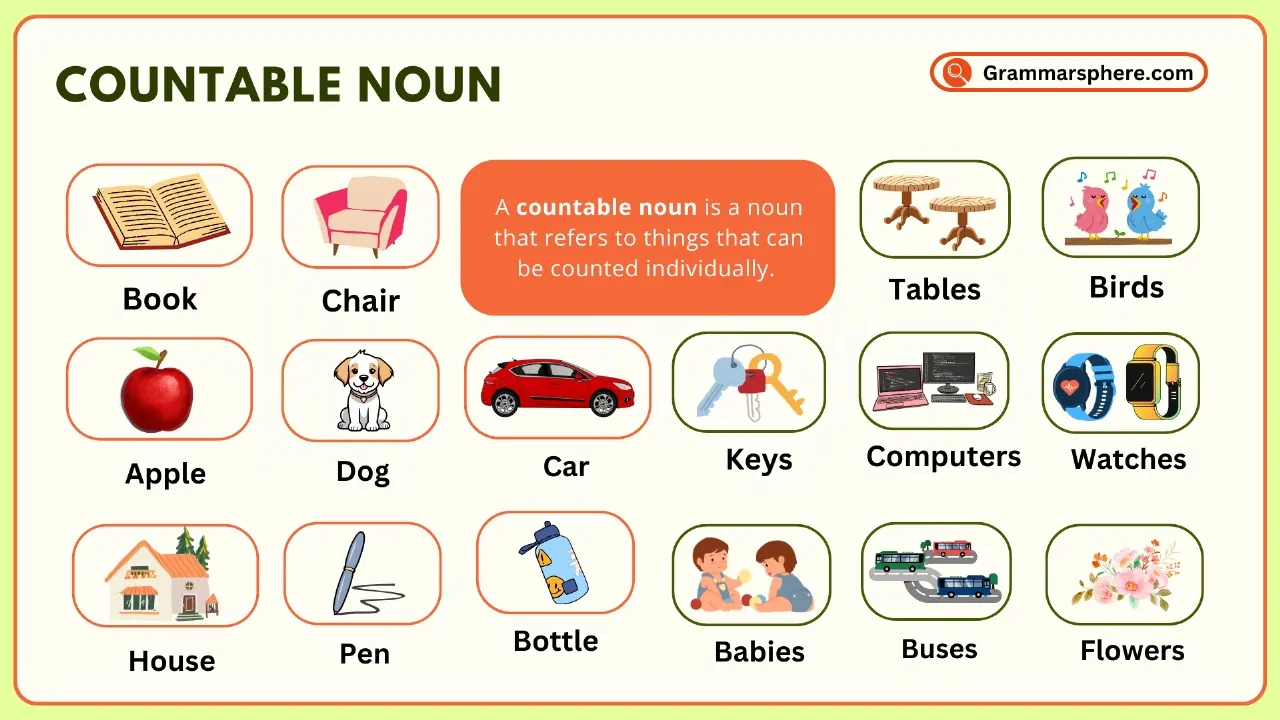 COUNTABLE NOUN
Grammarsphere.com
A countable noun is a noun
that refers to things that can
be counted individually.
Book
Chair
Tables
Birds
Apple
Dog
Car
Keys
Computers
Watches
House
Pen
Bottle
Babies
Buses
Flowers